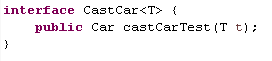 interface CastCar<T> {
    public Car castCarTest(T t);
}